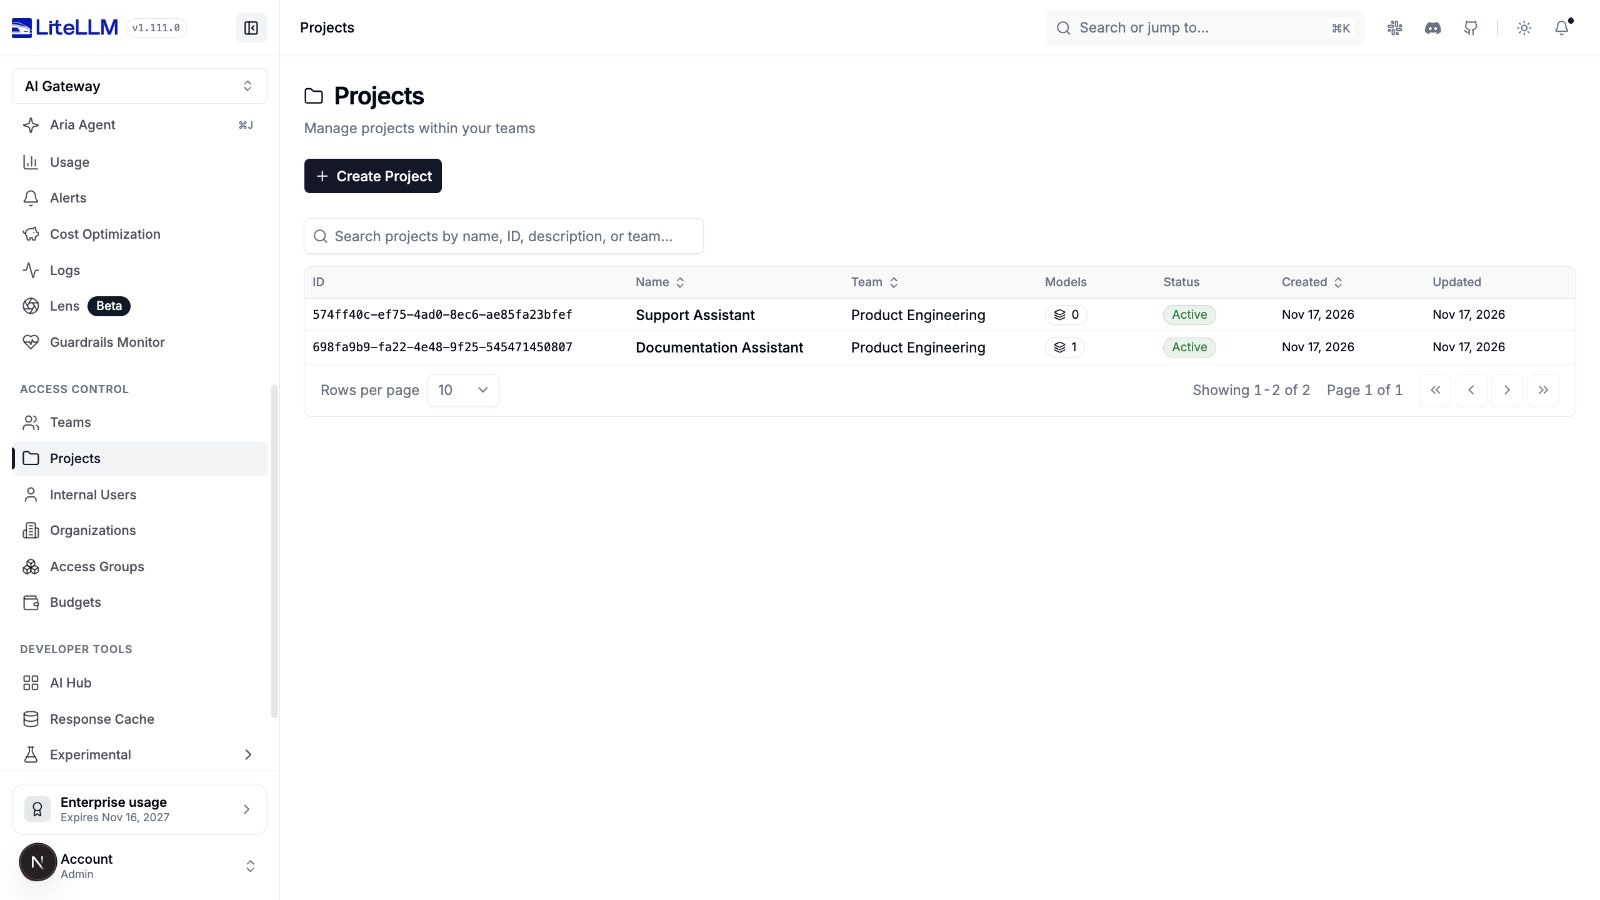 LiteLLM v1.111.0
Projects
Search or jump to... ⌘K
AI Gateway
Aria Agent ⌘J
Usage
Alerts
Cost Optimization
Logs
Lens Beta
Guardrails Monitor
ACCESS CONTROL
Teams
Projects
Internal Users
Organizations
Access Groups
Budgets
DEVELOPER TOOLS
AI Hub
Response Cache
Experimental
Enterprise usage
Expires Nov 16, 2027
N
Account
Admin
Projects
Manage projects within your teams
+ Create Project
Search projects by name, ID, description, or team...
ID Name Team Models Status Created Updated
574ff40c-ef75-4ad0-8ec6-ae85fa23bfef Support Assistant Product Engineering 0 Active Nov 17, 2026 Nov 17, 2026
698fa9b9-fa22-4e48-9f25-545471450807 Documentation Assistant Product Engineering 1 Active Nov 17, 2026 Nov 17, 2026
Rows per page 10 Showing 1-2 of 2 Page 1 of 1